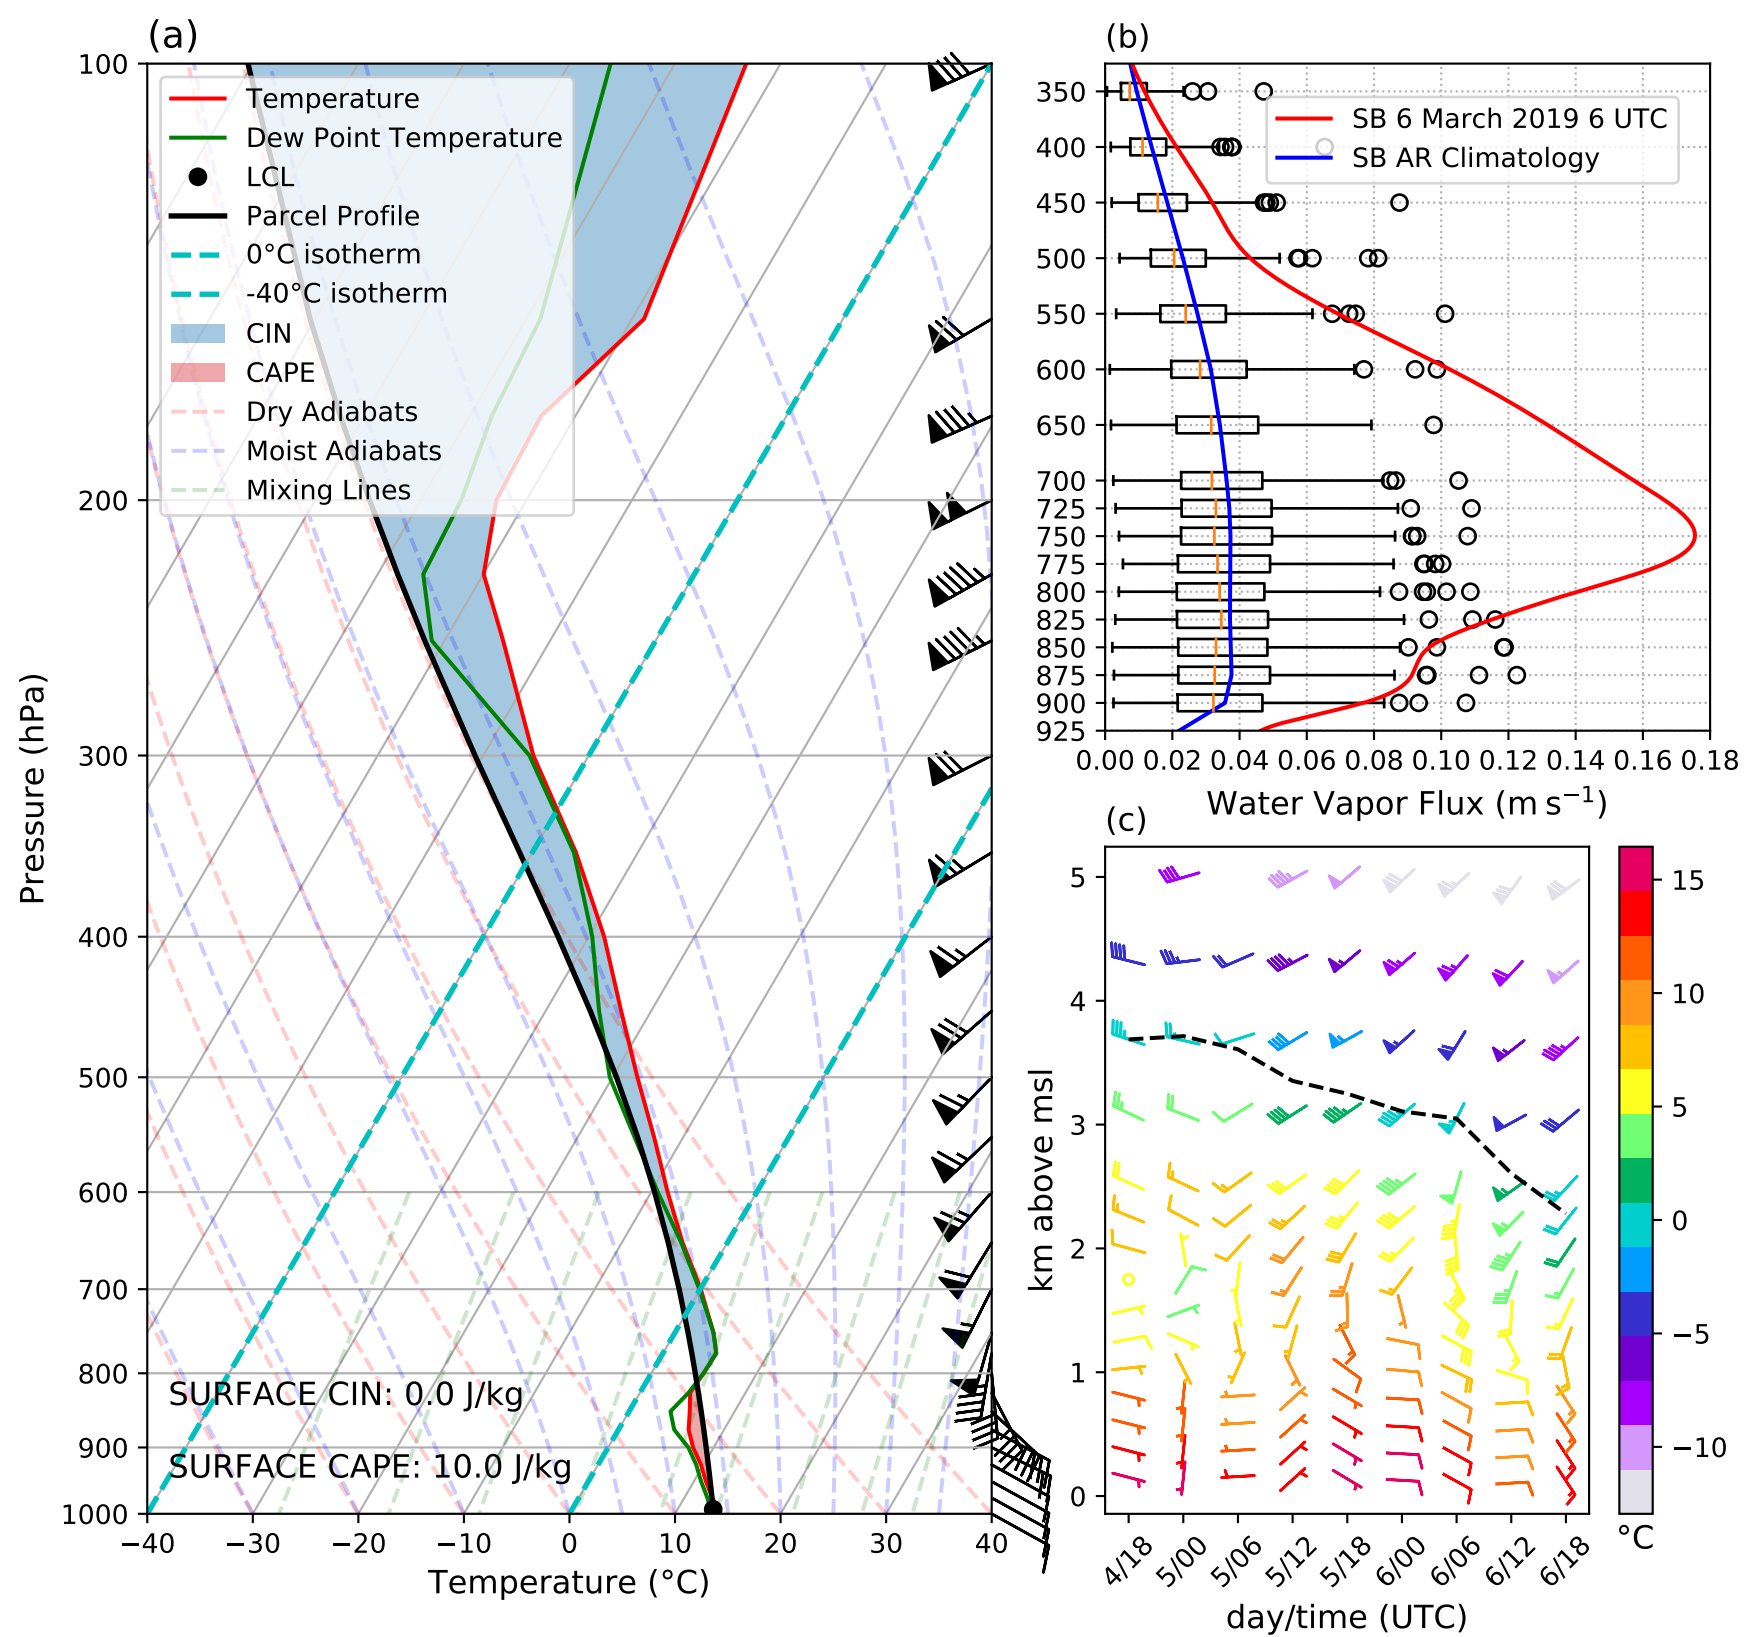 (a)
100
200
300
400
500
600
700
800
900
1000
Pressure (hPa)
Temperature
Dew Point Temperature
LCL
Parcel Profile
0°C isotherm
-40°C isotherm
CIN
CAPE
Dry Adiabats
Moist Adiabats
Mixing Lines
SURFACE CIN: 0.0 J/kg
SURFACE CAPE: 10.0 J/kg
−40 −30 −20 −10 0 10 20 30 40
Temperature (°C)
(b)
350
400
450
500
550
600
650
700
725
750
775
800
825
850
875
900
925
SB 6 March 2019 6 UTC
SB AR Climatology
0.00 0.02 0.04 0.06 0.08 0.10 0.12 0.14 0.16 0.18
Water Vapor Flux (m s⁻¹)
(c)
5
4
3
2
1
0
km above msl
4/18 5/00 5/06 5/12 5/18 6/00 6/06 6/12 6/18
day/time (UTC)
15
10
5
0
−5
−10
°C